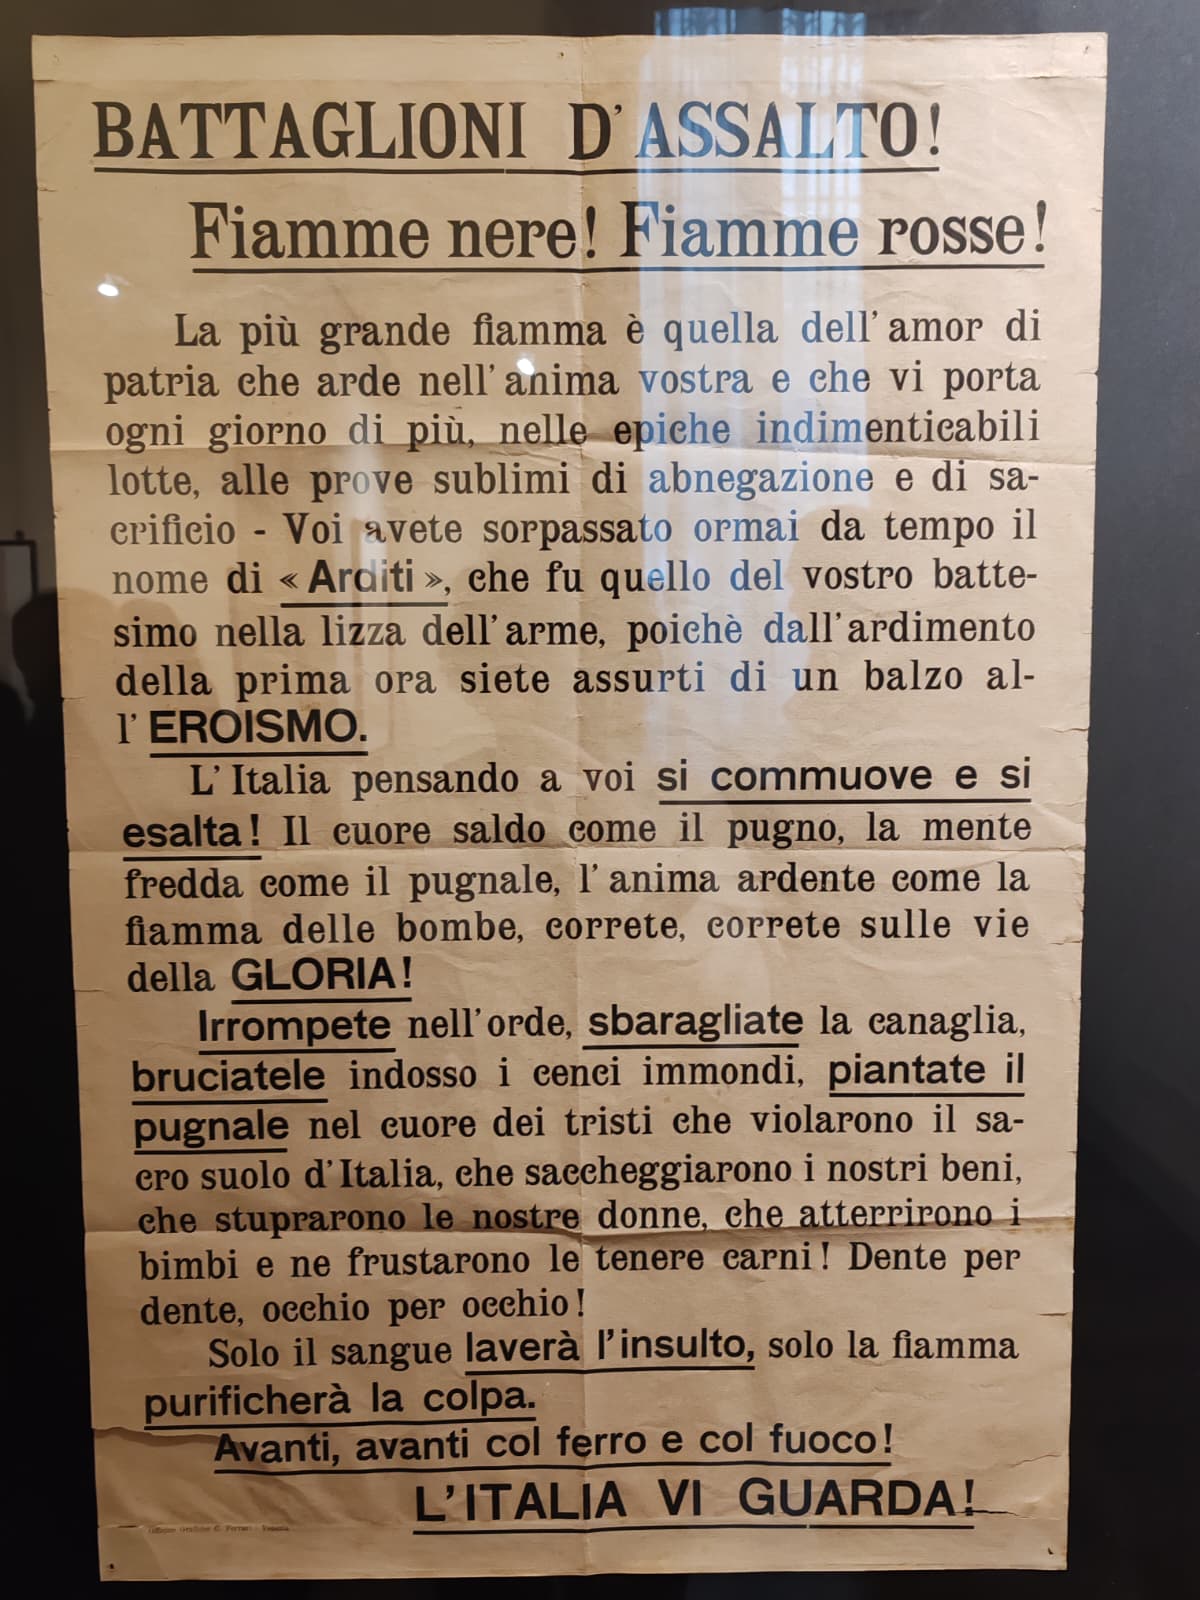 BATTAGLIONI D'ASSALTO!
Fiamme nere! Fiamme rosse!
La più grande fiamma è quella dell'amor di
patria che arde nell'anima vostra e che vi porta
ogni giorno di più, nelle epiche indimenticabili
lotte, alle prove sublimi di abnegazione e di sa-
crificio - Voi avete sorpassato ormai da tempo il
nome di « Arditi », che fu quello del vostro batte-
simo nella lizza dell'arme, poichè dall'ardimento
della prima ora siete assurti di un balzo al-
l'EROISMO.
L'Italia pensando a voi si commuove e si
esalta! Il cuore saldo come il pugno, la mente
fredda come il pugnale, l'anima ardente come la
fiamma delle bombe, correte, correte sulle vie
della GLORIA!
Irrompete nell'orde, sbaragliate la canaglia,
bruciatele indosso i cenci immondi, piantate il
pugnale nel cuore dei tristi che violarono il sa-
cro suolo d'Italia, che saccheggiarono i nostri beni,
che stuprarono le nostre donne, che atterrirono i
bimbi e ne frustarono le tenere carni! Dente per
dente, occhio per occhio!
Solo il sangue laverà l'insulto, solo la fiamma
purificherà la colpa.
Avanti, avanti col ferro e col fuoco!
L'ITALIA VI GUARDA!
Officine Grafiche C. Ferrari - Venezia